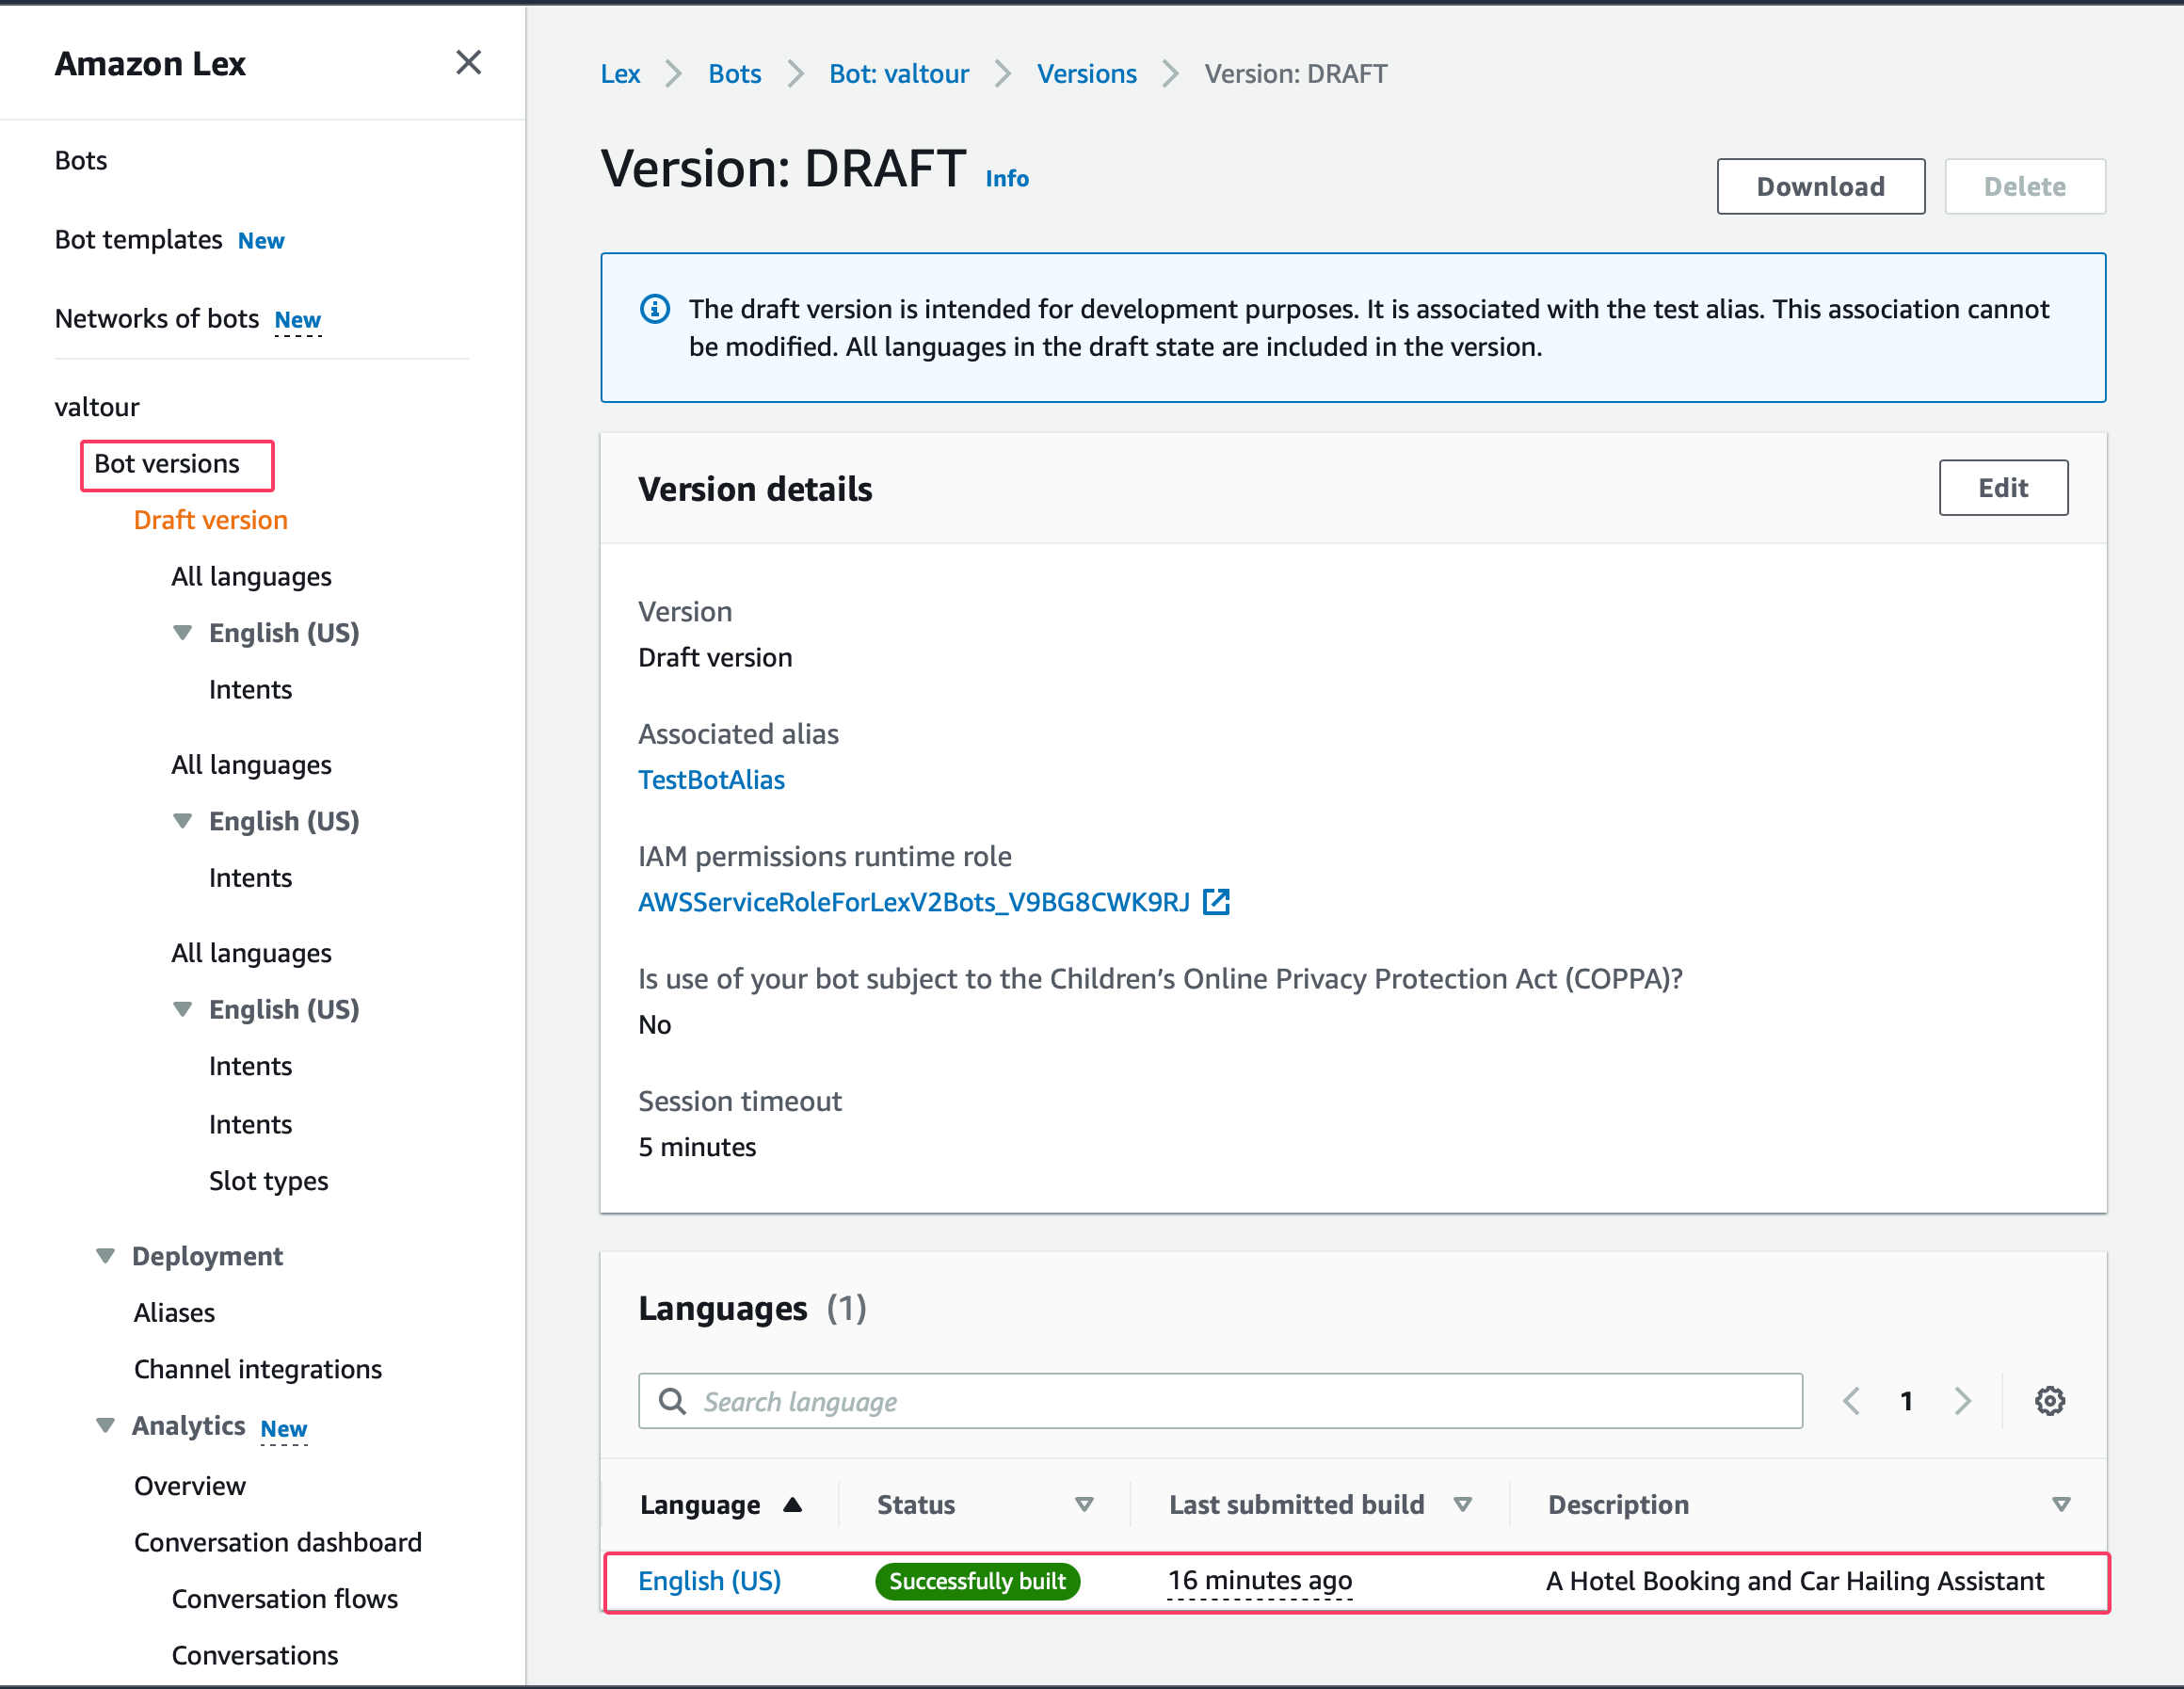 Amazon Lex
Bots
Bot templates New
Networks of bots New
valtour
Bot versions
Draft version
All languages
English (US)
Intents
All languages
English (US)
Intents
All languages
English (US)
Intents
Intents
Slot types
Deployment
Aliases
Channel integrations
Analytics New
Overview
Conversation dashboard
Conversation flows
Conversations
Lex Bots Bot: valtour Versions Version: DRAFT
Version: DRAFT Info
Download Delete
The draft version is intended for development purposes. It is associated with the test alias. This association cannot
be modified. All languages in the draft state are included in the version.
Version details
Edit
Version
Draft version
Associated alias
TestBotAlias
IAM permissions runtime role
AWSServiceRoleForLexV2Bots_V9BG8CWK9RJ
Is use of your bot subject to the Children’s Online Privacy Protection Act (COPPA)?
No
Session timeout
5 minutes
Languages (1)
Search language
1
Language Status Last submitted build Description
English (US) Successfully built 16 minutes ago A Hotel Booking and Car Hailing Assistant